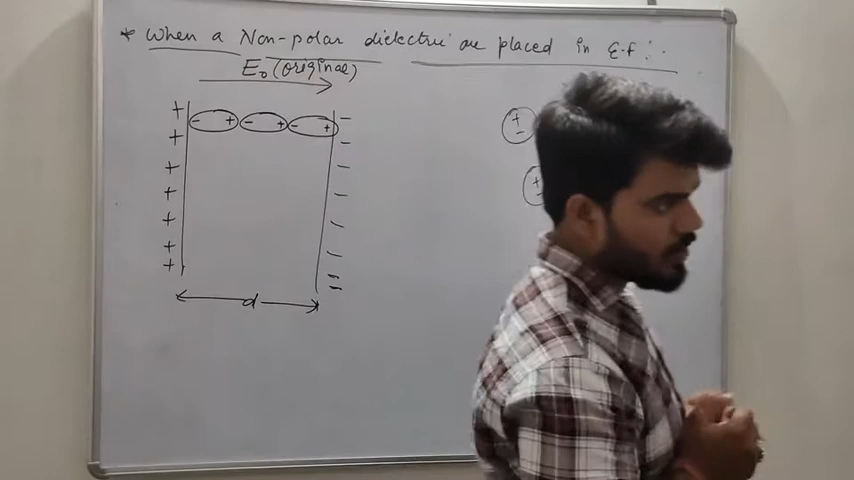 * When a Non-polar dielectric are placed in E.f :-
E₀ (original)
+ - + - + - + -
+ -
+ -
+ -
+ -
+ -
+ =
d
+
-
+